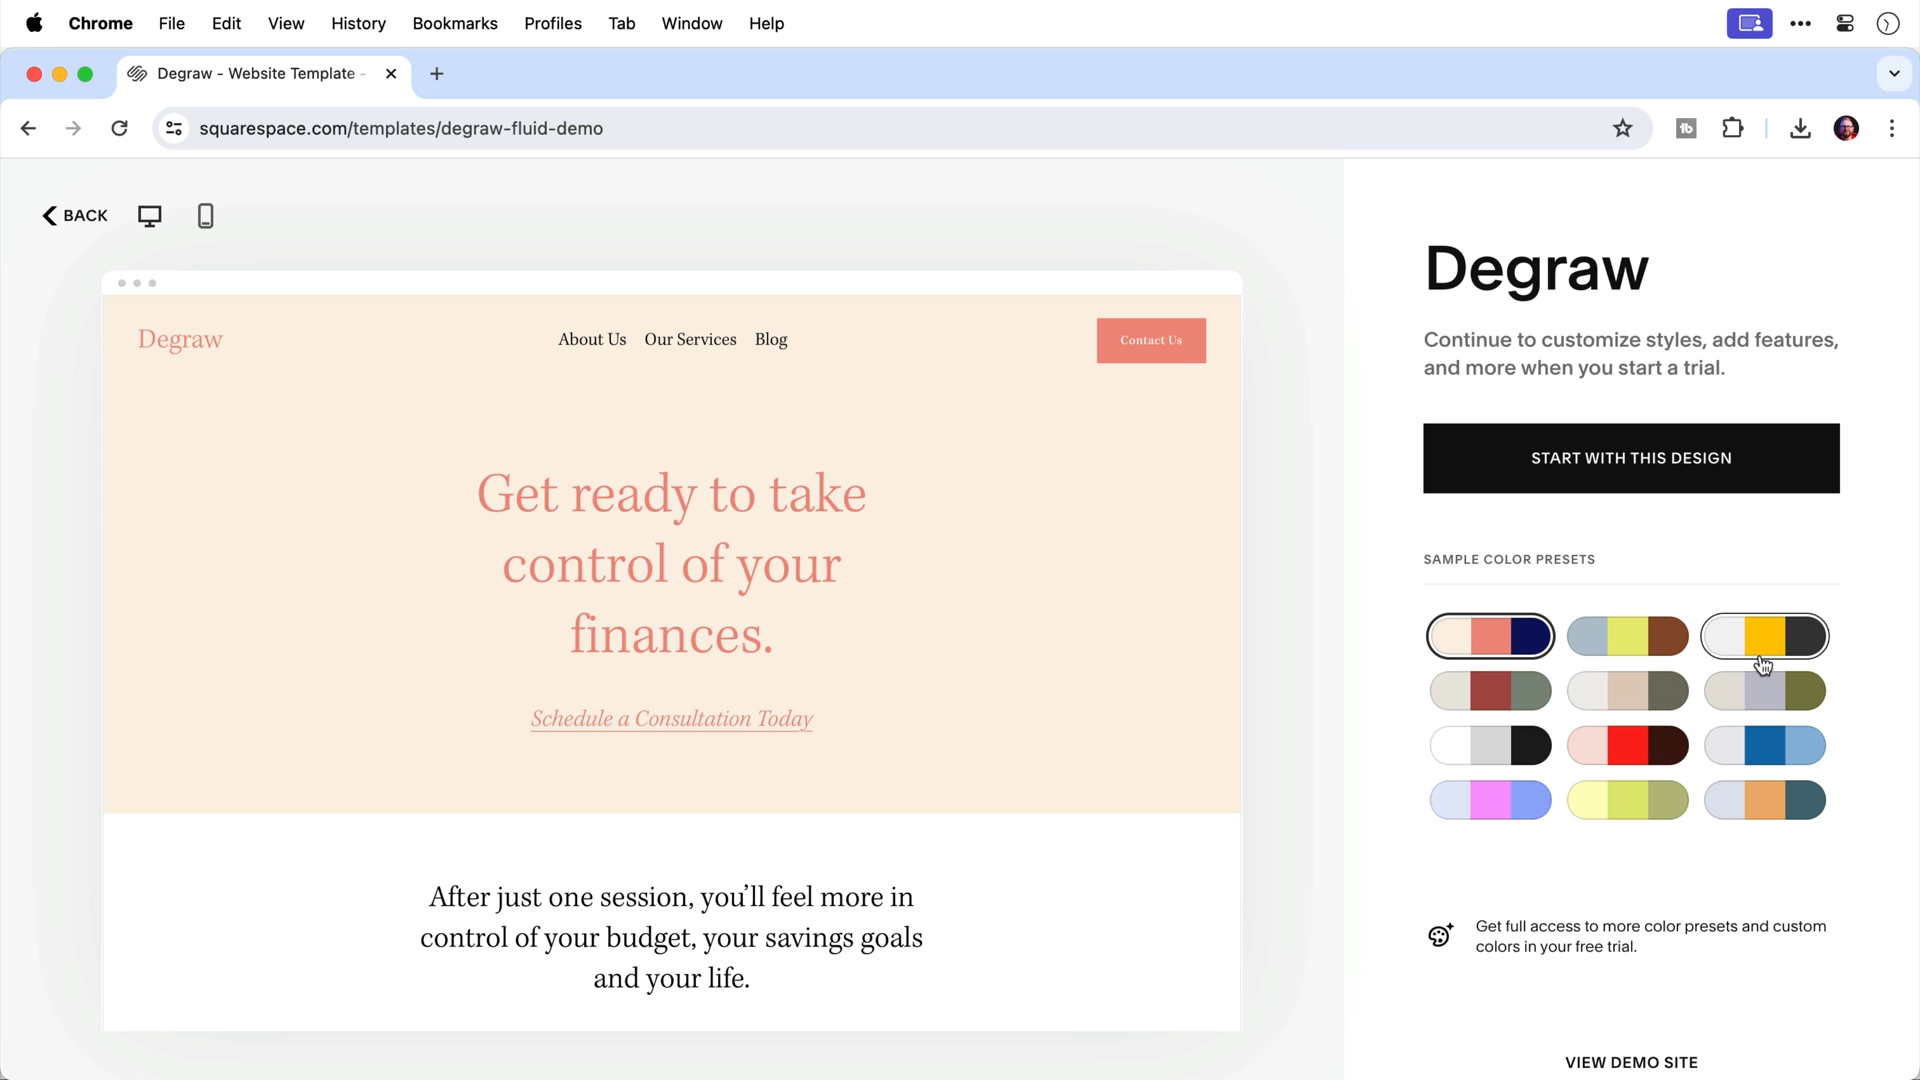 Chrome File Edit View History Bookmarks Profiles Tab Window Help
Degraw - Website Template -
squarespace.com/templates/degraw-fluid-demo
BACK
Degraw
About Us Our Services Blog
Contact Us
Get ready to take
control of your
finances.
Schedule a Consultation Today
After just one session, you’ll feel more in
control of your budget, your savings goals
and your life.
Degraw
Continue to customize styles, add features,
and more when you start a trial.
START WITH THIS DESIGN
SAMPLE COLOR PRESETS
Get full access to more color presets and custom
colors in your free trial.
VIEW DEMO SITE